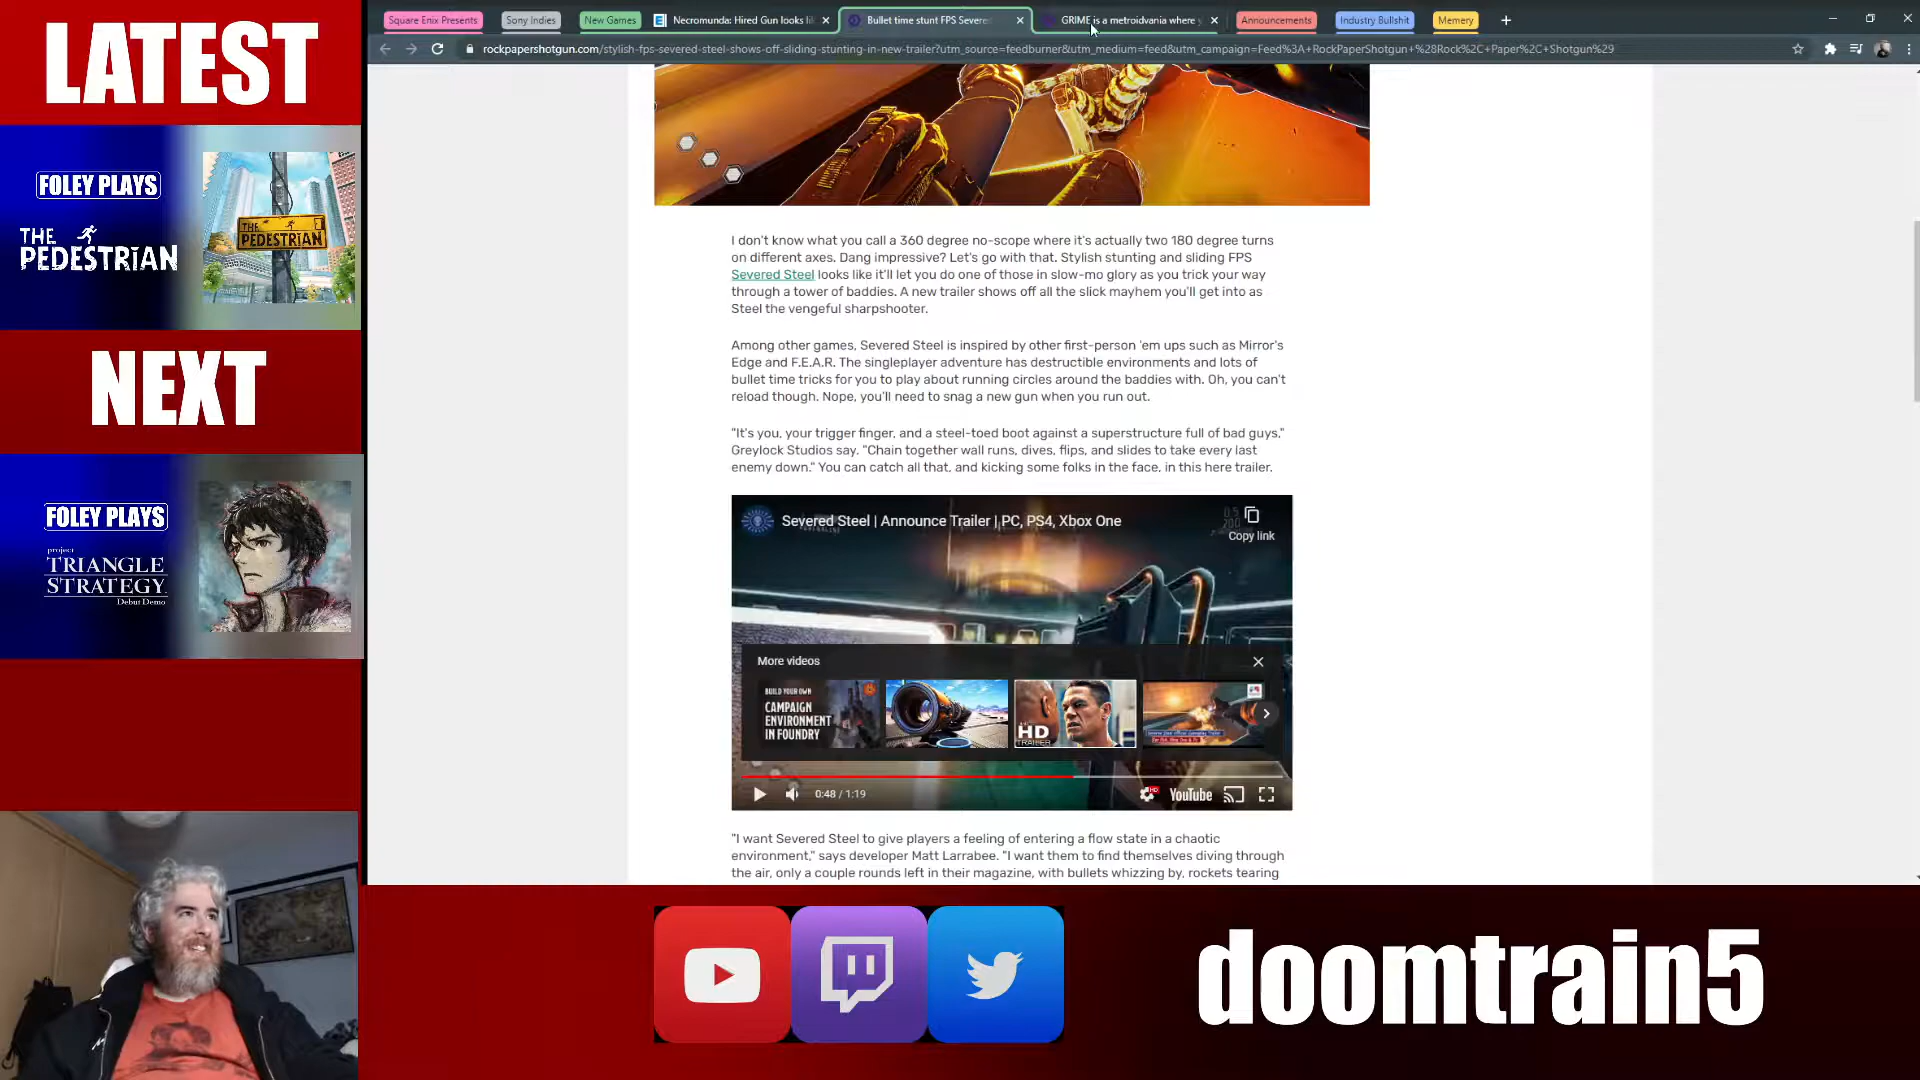 LATEST
FOLEY PLAYS
THE PEDESTRIAN
THE PEDESTRIAN
NEXT
FOLEY PLAYS
project
TRIANGLE
STRATEGY
Debut Demo
Square Enix Presents
Sony Indies
New Games
Necromunda: Hired Gun looks li
Bullet time stunt FPS Severed
GRIME is a metroidvania where y
Announcements
Industry Bullshit
Memery
rockpapershotgun.com/stylish-fps-severed-steel-shows-off-sliding-stunting-in-new-trailer?utm_source=feedburner&utm_medium=feed&utm_campaign=Feed%3A+RockPaperShotgun+%28Rock%2C+Paper%2C+Shotgun%29
I don't know what you call a 360 degree no-scope where it's actually two 180 degree turns
on different axes. Dang impressive? Let's go with that. Stylish stunting and sliding FPS
Severed Steel looks like it'll let you do one of those in slow-mo glory as you trick your way
through a tower of baddies. A new trailer shows off all the slick mayhem you'll get into as
Steel the vengeful sharpshooter.
Among other games, Severed Steel is inspired by other first-person 'em ups such as Mirror's
Edge and F.E.A.R. The singleplayer adventure has destructible environments and lots of
bullet time tricks for you to play about running circles around the baddies with. Oh, you can't
reload though. Nope, you'll need to snag a new gun when you run out.
"It's you, your trigger finger, and a steel-toed boot against a superstructure full of bad guys,"
Greylock Studios say. "Chain together wall runs, dives, flips, and slides to take every last
enemy down." You can catch all that, and kicking some folks in the face, in this here trailer.
Severed Steel | Announce Trailer | PC, PS4, Xbox One
Copy link
More videos
BUILD YOUR OWN
CAMPAIGN
ENVIRONMENT
IN FOUNDRY
HD
TRAILER
0:48 / 1:19
HD
YouTube
"I want Severed Steel to give players a feeling of entering a flow state in a chaotic
environment," says developer Matt Larrabee. "I want them to find themselves diving through
the air, only a couple rounds left in their magazine, with bullets whizzing by, rockets tearing
doomtrain5